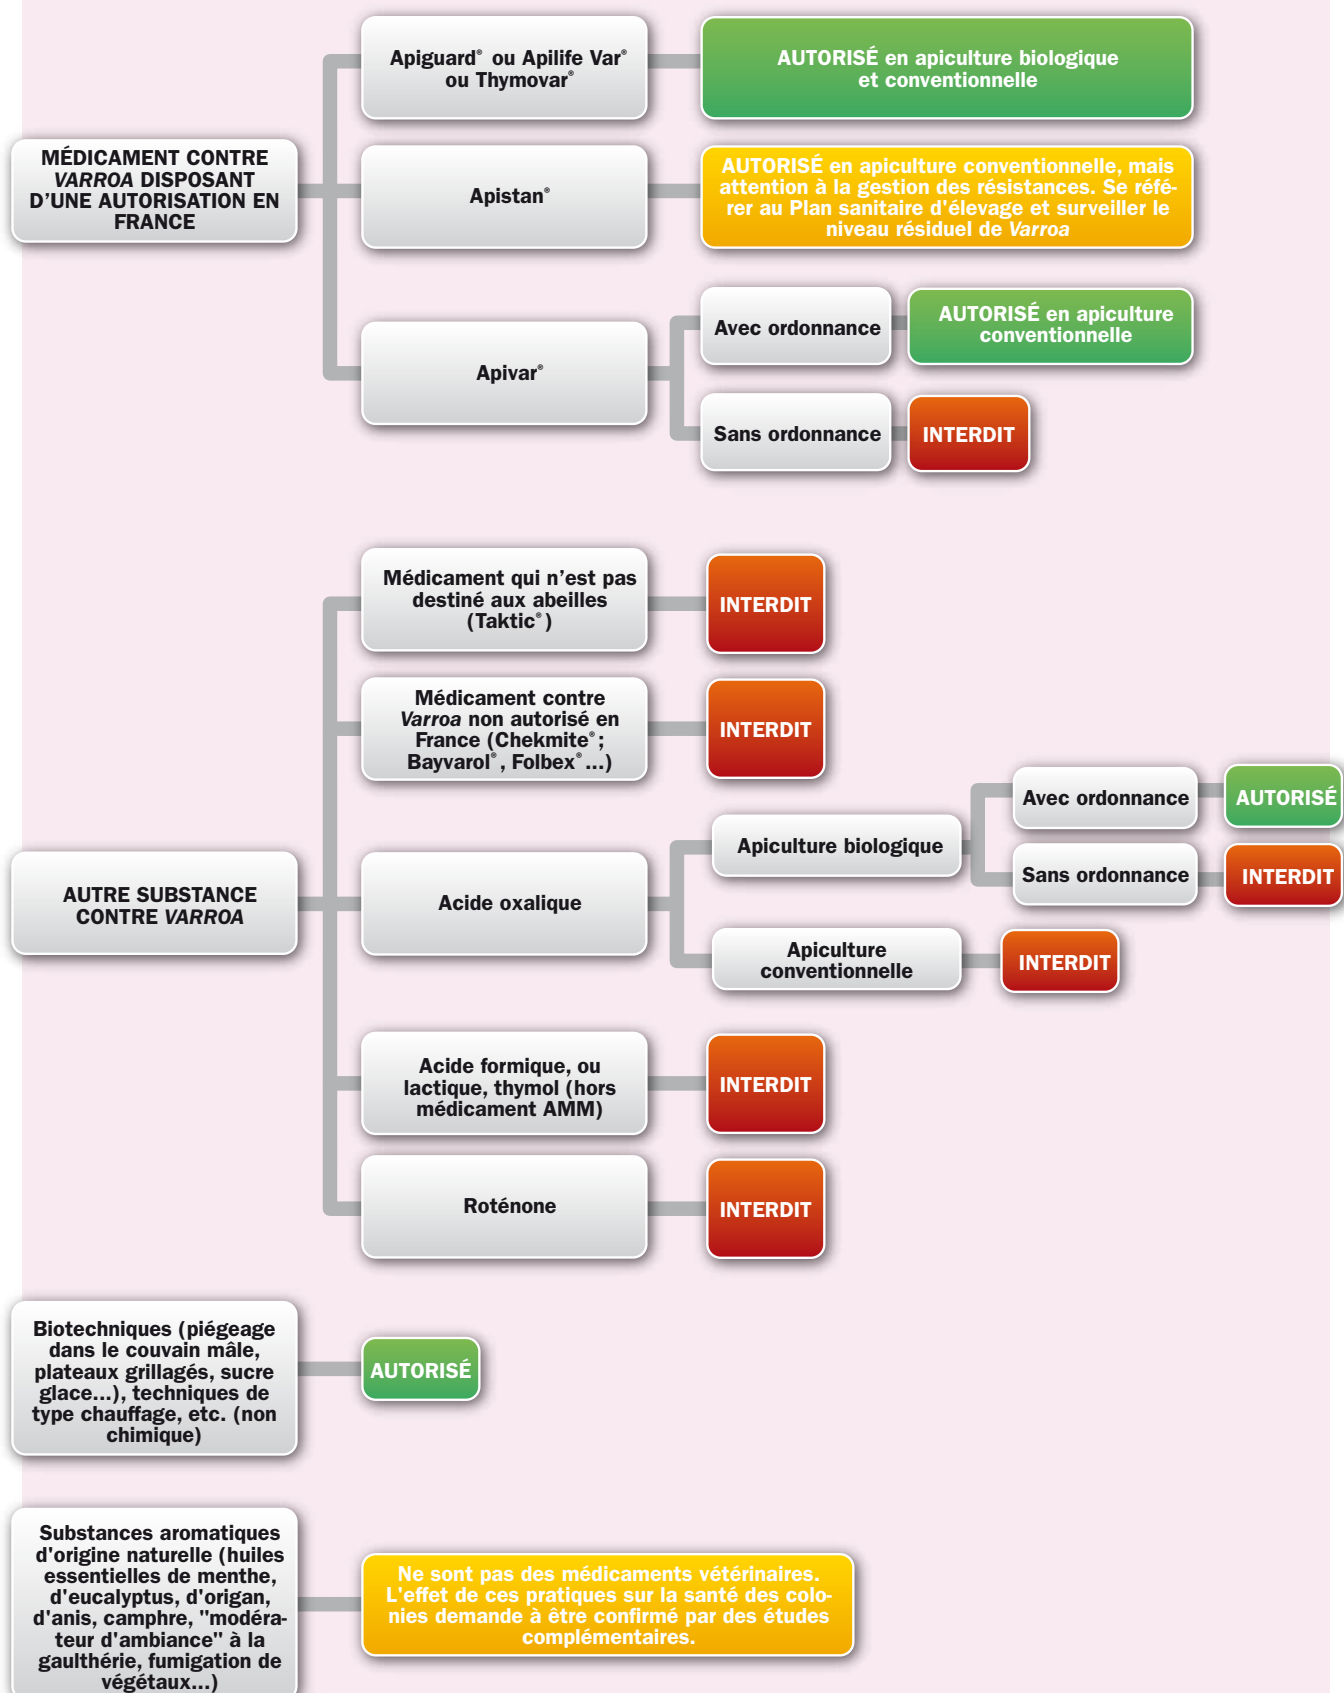 Apiguard® ou Apilife Var®
ou Thymovar®
AUTORISÉ en apiculture biologique
et conventionnelle
MÉDICAMENT CONTRE
VARROA DISPOSANT
D’UNE AUTORISATION EN
FRANCE
Apistan®
AUTORISÉ en apiculture conventionnelle, mais
attention à la gestion des résistances. Se réfé-
rer au Plan sanitaire d'élevage et surveiller le
niveau résiduel de Varroa
Apivar®
Avec ordonnance
AUTORISÉ en apiculture
conventionnelle
Sans ordonnance
INTERDIT
Médicament qui n’est pas
destiné aux abeilles
(Taktic®)
INTERDIT
Médicament contre
Varroa non autorisé en
France (Chekmite®;
Bayvarol®, Folbex®...)
INTERDIT
AUTRE SUBSTANCE
CONTRE VARROA
Acide oxalique
Apiculture biologique
Avec ordonnance
AUTORISÉ
Sans ordonnance
INTERDIT
Apiculture
conventionnelle
INTERDIT
Acide formique, ou
lactique, thymol (hors
médicament AMM)
INTERDIT
Roténone
INTERDIT
Biotechniques (piégeage
dans le couvain mâle,
plateaux grillagés, sucre
glace...), techniques de
type chauffage, etc. (non
chimique)
AUTORISÉ
Substances aromatiques
d'origine naturelle (huiles
essentielles de menthe,
d'eucalyptus, d'origan,
d'anis, camphre, "modéra-
teur d'ambiance" à la
gaulthérie, fumigation de
végétaux...)
Ne sont pas des médicaments vétérinaires.
L'effet de ces pratiques sur la santé des colo-
nies demande à être confirmé par des études
complémentaires.